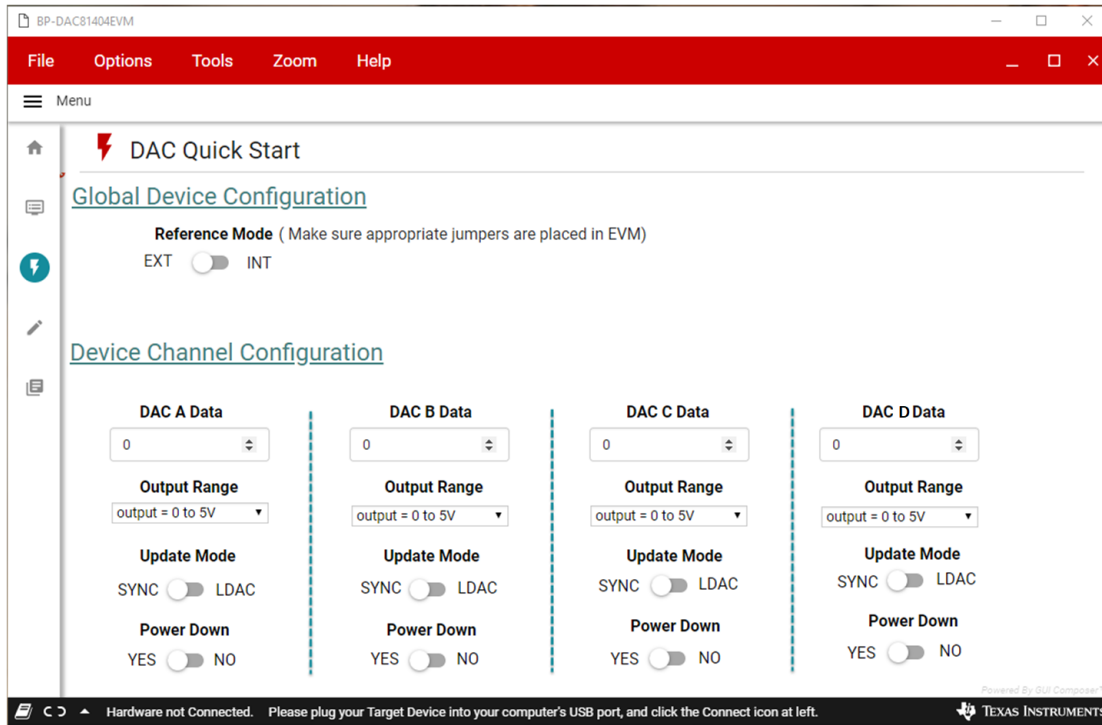 BP-DAC81404EVM
File Options Tools Zoom Help
Menu
DAC Quick Start
Global Device Configuration
Reference Mode ( Make sure appropriate jumpers are placed in EVM)
EXT INT
Device Channel Configuration
DAC A Data DAC B Data DAC C Data DAC D Data
0 0 0 0
Output Range Output Range Output Range Output Range
output = 0 to 5V output = 0 to 5V output = 0 to 5V output = 0 to 5V
Update Mode Update Mode Update Mode Update Mode
SYNC LDAC SYNC LDAC SYNC LDAC SYNC LDAC
Power Down Power Down Power Down Power Down
YES NO YES NO YES NO YES NO
Powered By GUI Composer™
Hardware not Connected. Please plug your Target Device into your computer's USB port, and click the Connect icon at left. TEXAS INSTRUMENTS